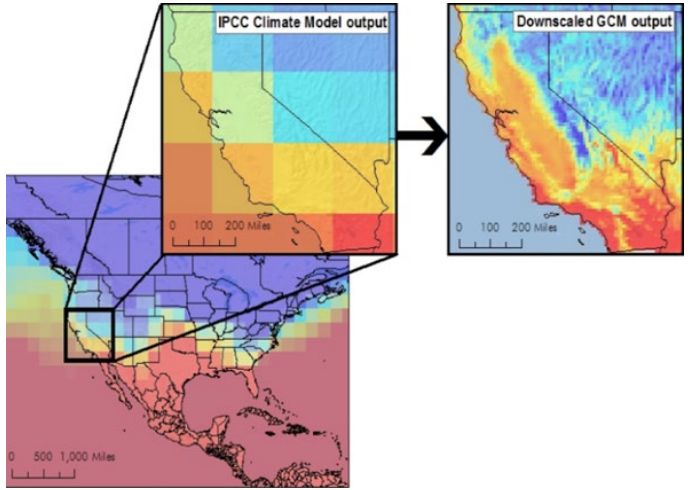 IPCC Climate Model output
Downscaled GCM output
0 100 200 Miles
0 100 200 Miles
0 500 1,000 Miles